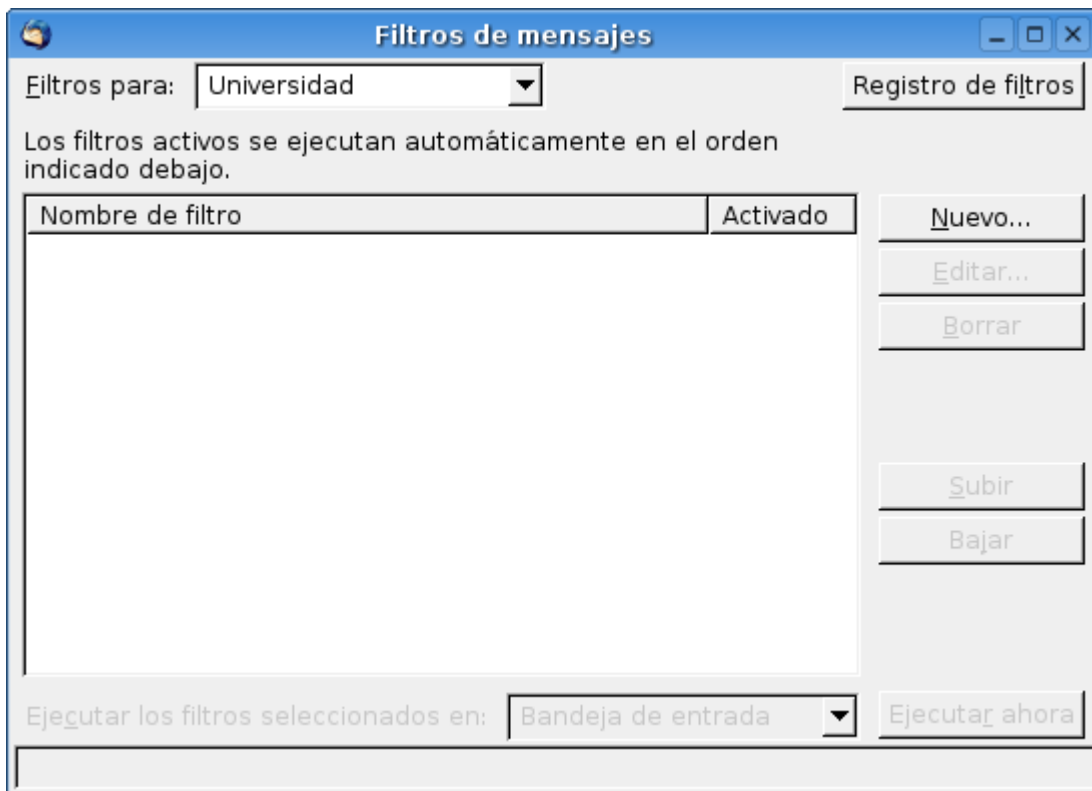 Filtros de mensajes
Filtros para: Universidad Registro de filtros
Los filtros activos se ejecutan automáticamente en el orden
indicado debajo.
Nombre de filtro Activado
Nuevo...
Editar...
Borrar
Subir
Bajar
Ejecutar los filtros seleccionados en: Bandeja de entrada Ejecutar ahora